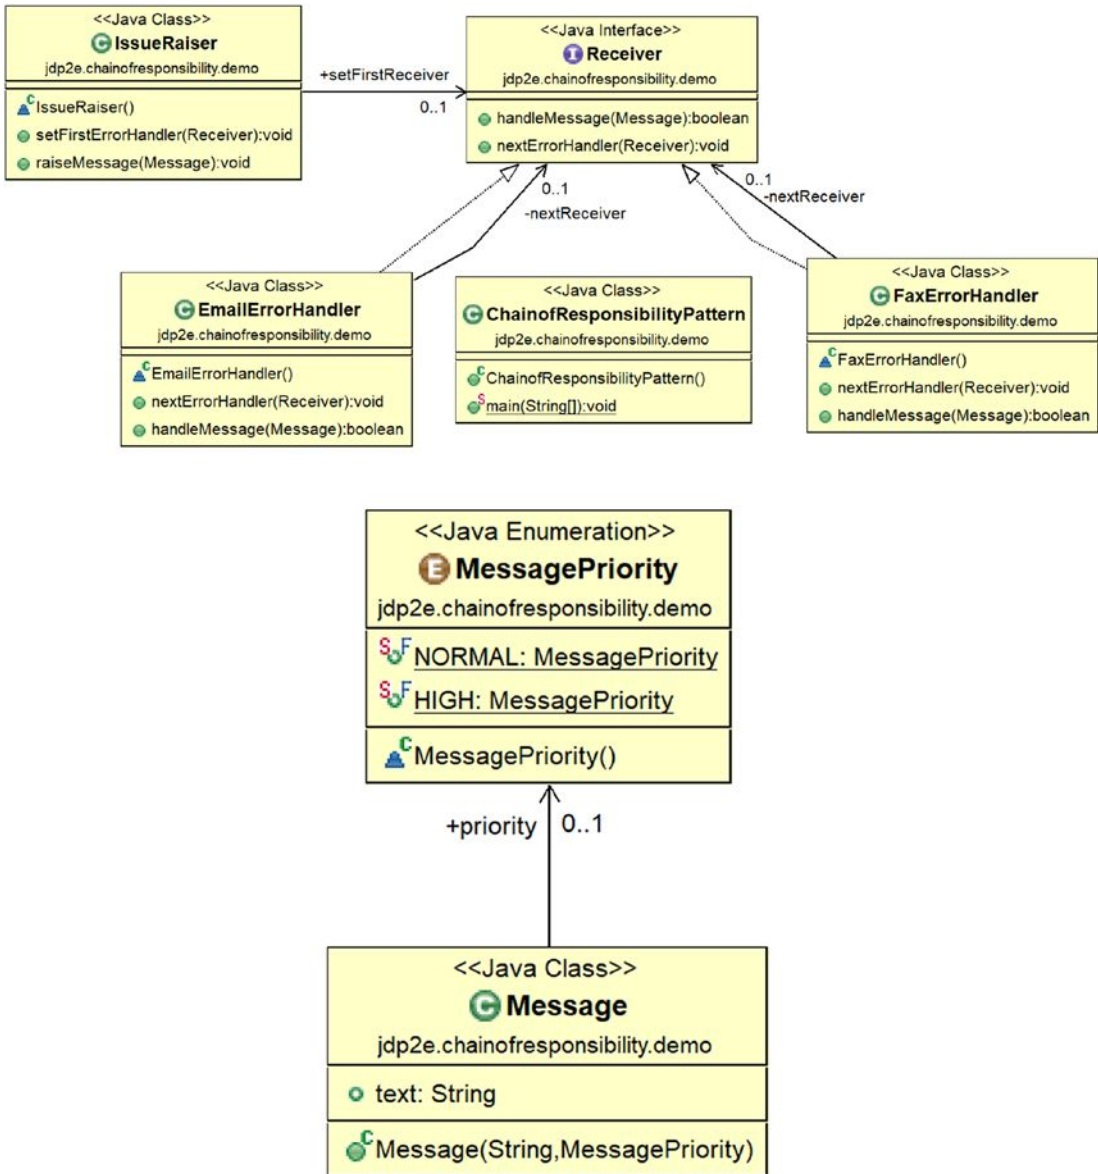 <<Java Class>>
IssueRaiser
jdp2e.chainofresponsibility.demo
IssueRaiser()
setFirstErrorHandler(Receiver):void
raiseMessage(Message):void
+setFirstReceiver
0..1
<<Java Interface>>
Receiver
jdp2e.chainofresponsibility.demo
handleMessage(Message):boolean
nextErrorHandler(Receiver):void
0..1
-nextReceiver
0..1
-nextReceiver
<<Java Class>>
EmailErrorHandler
jdp2e.chainofresponsibility.demo
EmailErrorHandler()
nextErrorHandler(Receiver):void
handleMessage(Message):boolean
<<Java Class>>
ChainofResponsibilityPattern
jdp2e.chainofresponsibility.demo
ChainofResponsibilityPattern()
main(String[]):void
<<Java Class>>
FaxErrorHandler
jdp2e.chainofresponsibility.demo
FaxErrorHandler()
nextErrorHandler(Receiver):void
handleMessage(Message):boolean
<<Java Enumeration>>
MessagePriority
jdp2e.chainofresponsibility.demo
NORMAL: MessagePriority
HIGH: MessagePriority
MessagePriority()
+priority 0..1
<<Java Class>>
Message
jdp2e.chainofresponsibility.demo
text: String
Message(String,MessagePriority)